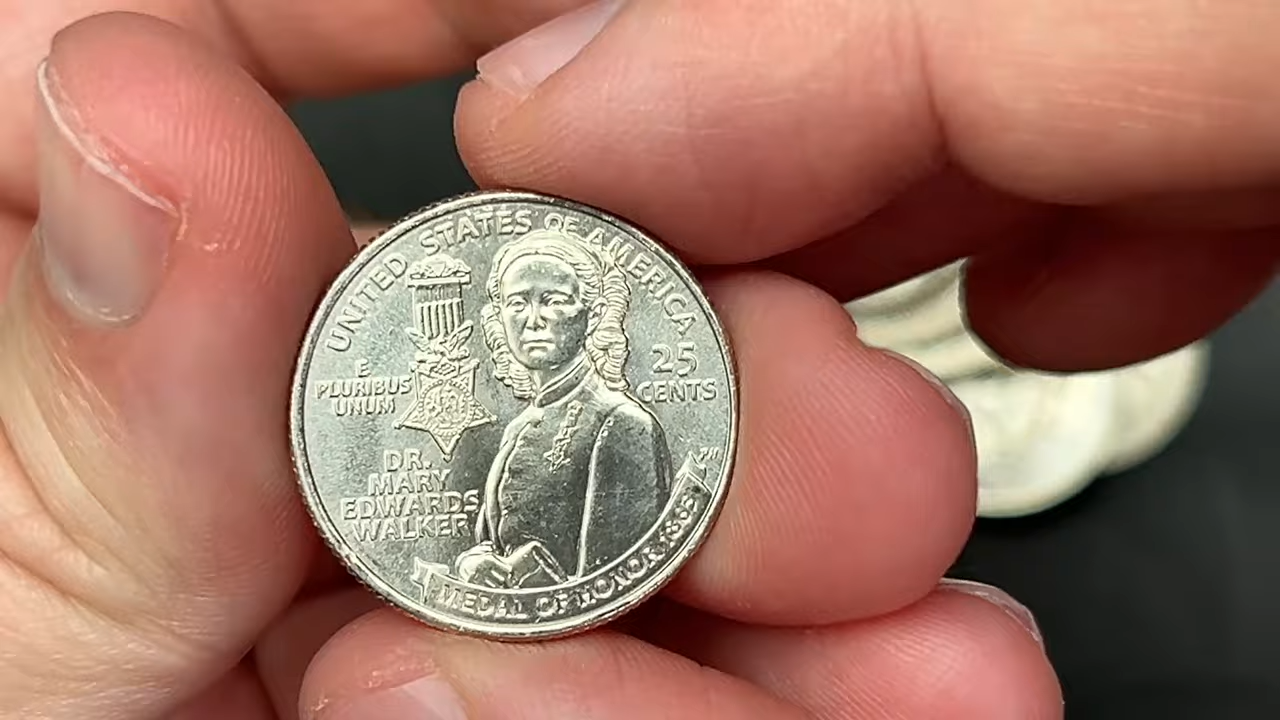 UNITED STATES OF AMERICA
E
PLURIBUS
UNUM
25
CENTS
DR.
MARY
EDWARDS
WALKER
MEDAL OF HONOR 1865